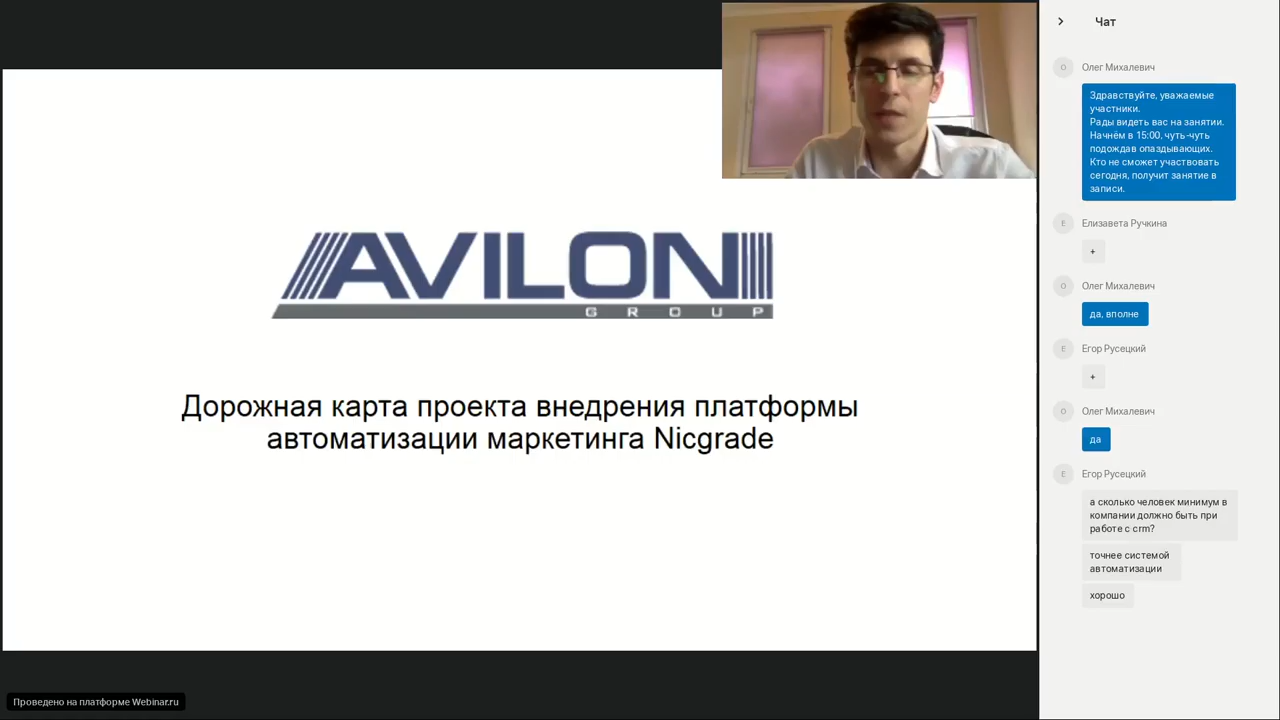 AVILON
GROUP
Дорожная карта проекта внедрения платформы
автоматизации маркетинга Nicgrade
Проведено на платформе Webinar.ru
Чат
О
Олег Михалевич
Здравствуйте, уважаемые
участники.
Рады видеть вас на занятии.
Начнём в 15:00, чуть-чуть
подождав опаздывающих.
Кто не сможет участвовать
сегодня, получит занятие в
записи.
Е
Елизавета Ручкина
+
О
Олег Михалевич
да, вполне
Е
Егор Русецкий
+
О
Олег Михалевич
да
Е
Егор Русецкий
а сколько человек минимум в
компании должно быть при
работе с crm?
точнее системой
автоматизации
хорошо